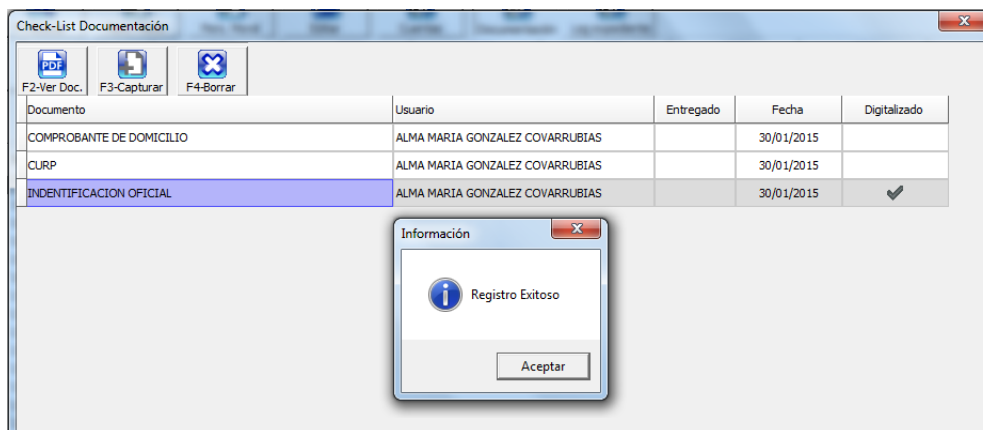 Check-List Documentación
PDF
F2-Ver Doc. F3-Capturar F4-Borrar
Documento Usuario Entregado Fecha Digitalizado
COMPROBANTE DE DOMICILIO ALMA MARIA GONZALEZ COVARRUBIAS 30/01/2015
CURP ALMA MARIA GONZALEZ COVARRUBIAS 30/01/2015
INDENTIFICACION OFICIAL ALMA MARIA GONZALEZ COVARRUBIAS 30/01/2015
Información
Registro Exitoso
Aceptar